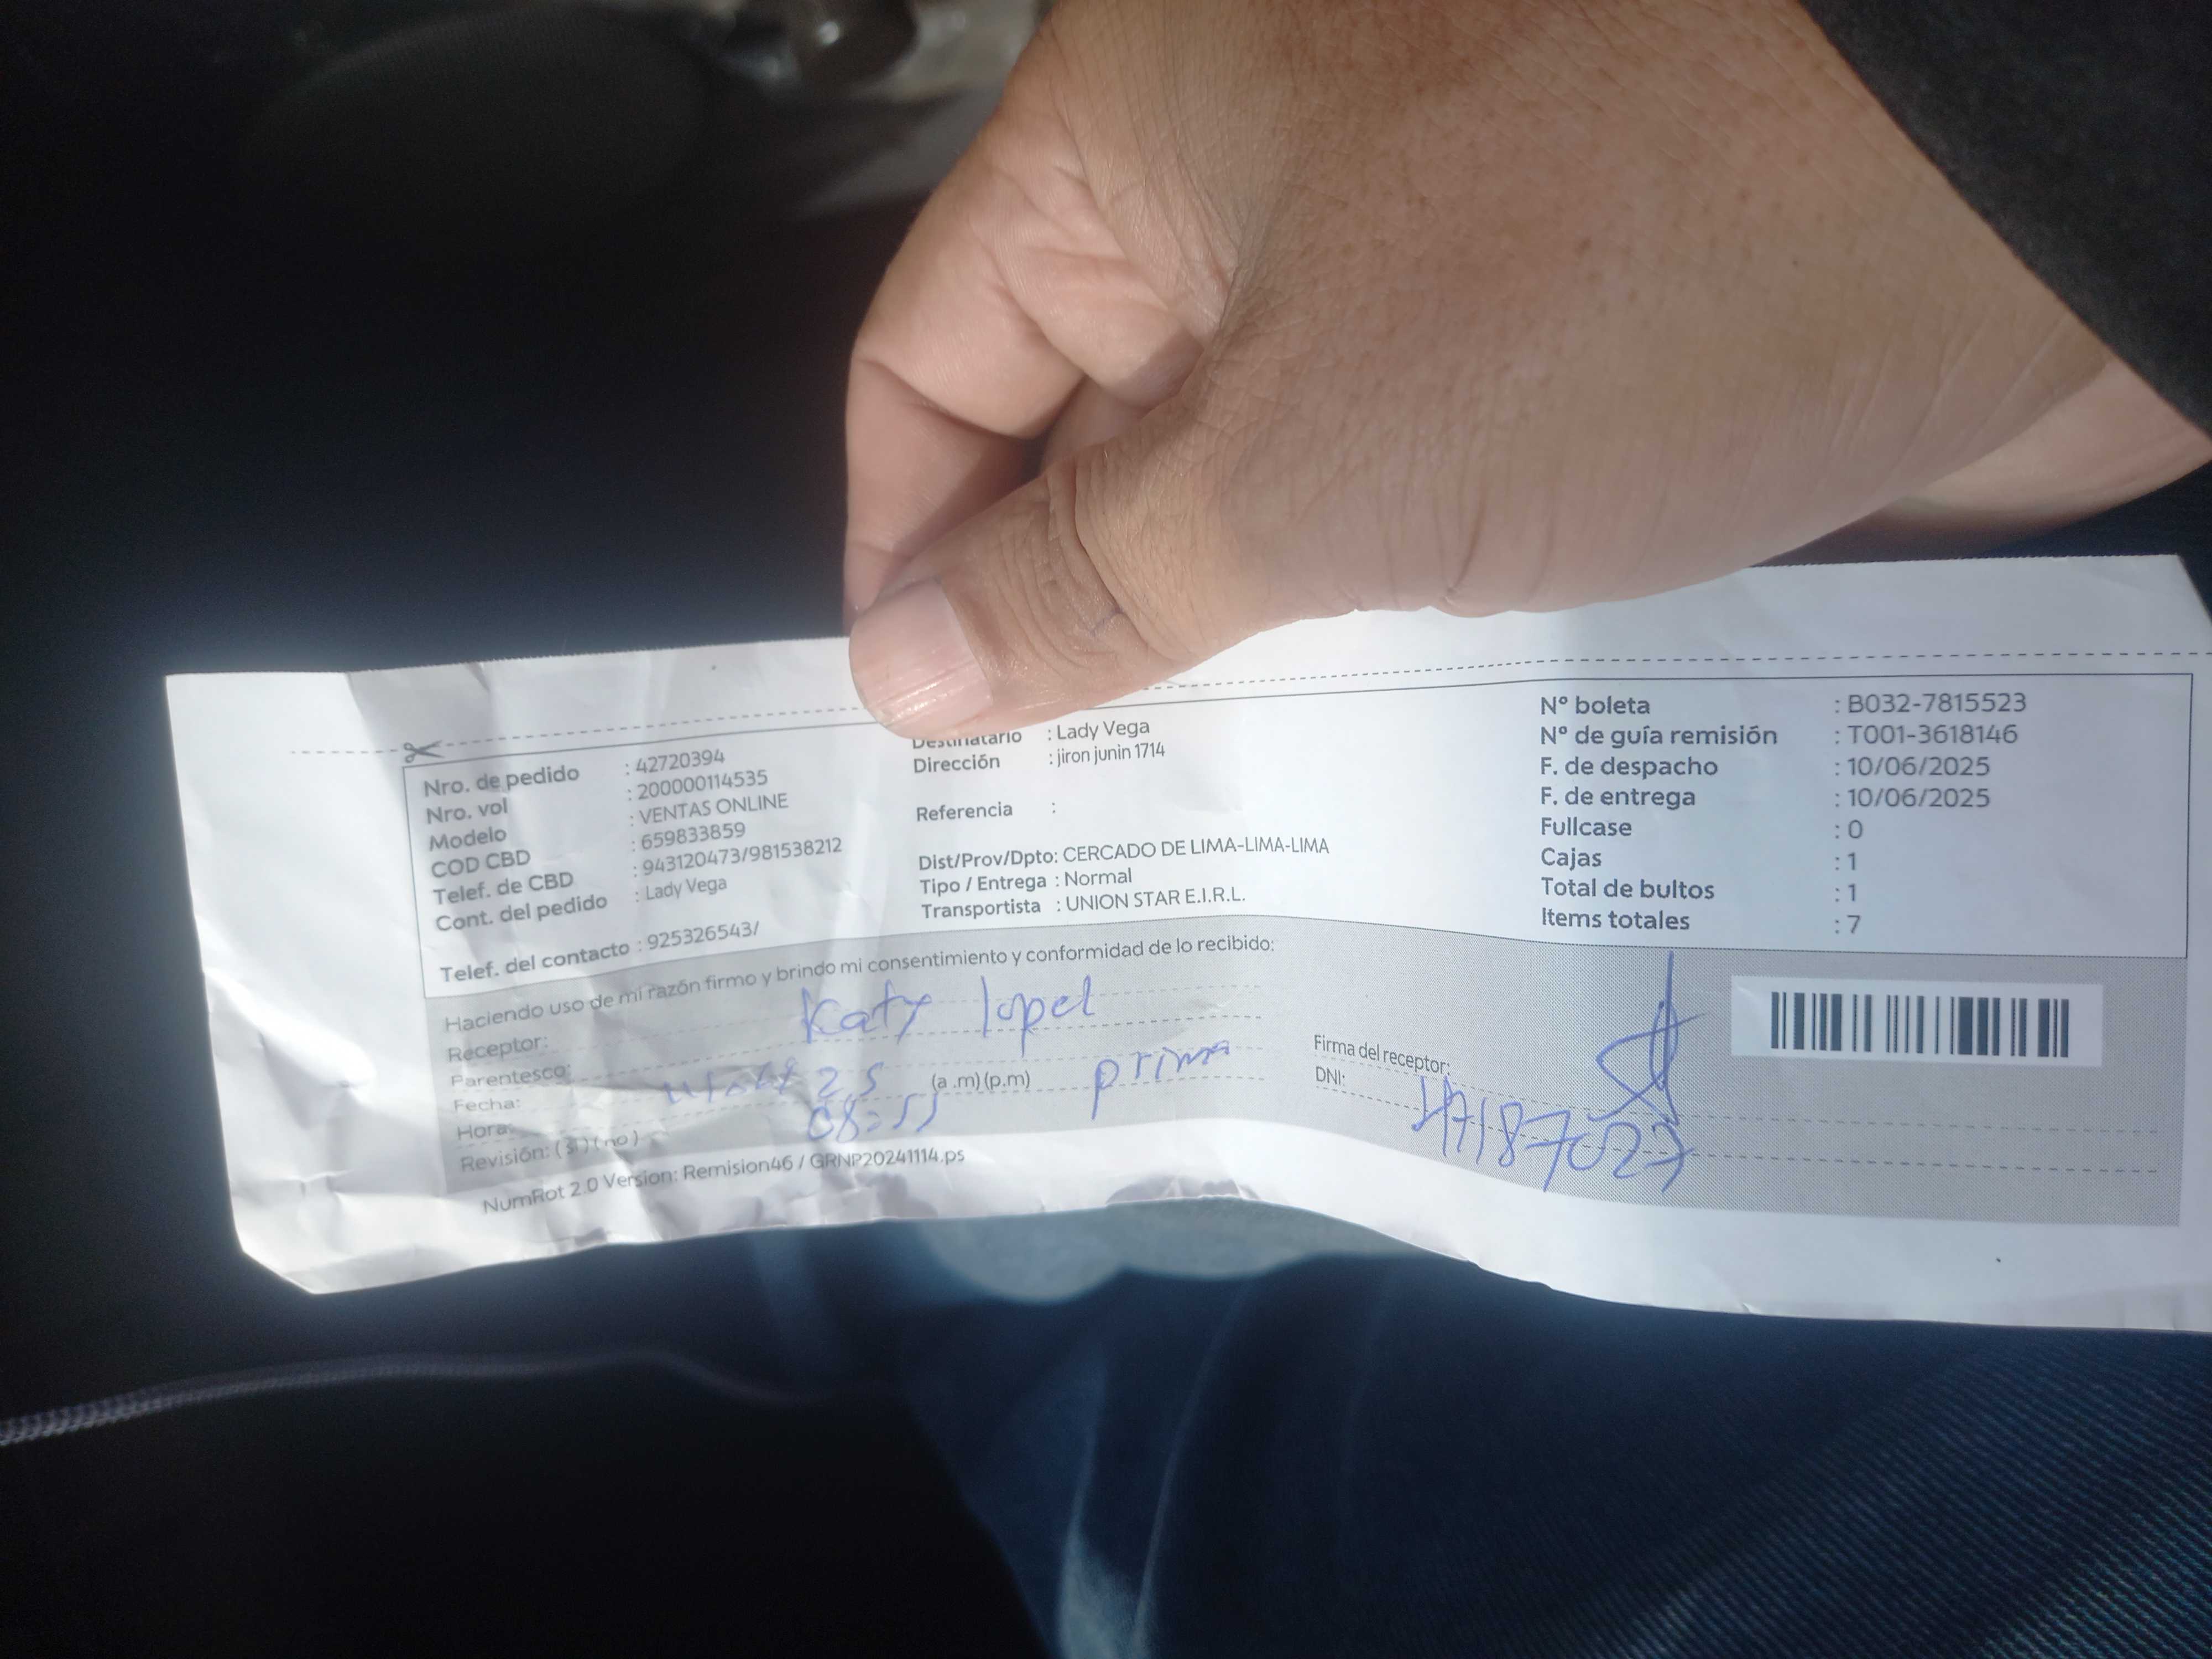 Nro. de pedido : 42720394
Nro. vol : 200000114535
Modelo : VENTAS ONLINE
COD CBD : 659833859
Telef. de CBD : 943120473/981538212
Cont. del pedido : Lady Vega
Telef. del contacto : 925326543/
Destinatario : Lady Vega
Dirección : jiron junin 1714
Referencia :
Dist/Prov/Dpto: CERCADO DE LIMA-LIMA-LIMA
Tipo / Entrega : Normal
Transportista : UNION STAR E.I.R.L.
Nº boleta : B032-7815523
Nº de guía remisión : T001-3618146
F. de despacho : 10/06/2025
F. de entrega : 10/06/2025
Fullcase : 0
Cajas : 1
Total de bultos : 1
Items totales : 7
Haciendo uso de mi razón firmo y brindo mi consentimiento y conformidad de lo recibido:
Receptor: Katy lopel
Parentesco: prima
Fecha: 25
Hora: 08:55 (a .m) (p.m)
Revisión: ( si ) ( no )
Firma del receptor:
DNI: 47187027
NumRot 2.0 Version: Remision46 / GRNP20241114.ps